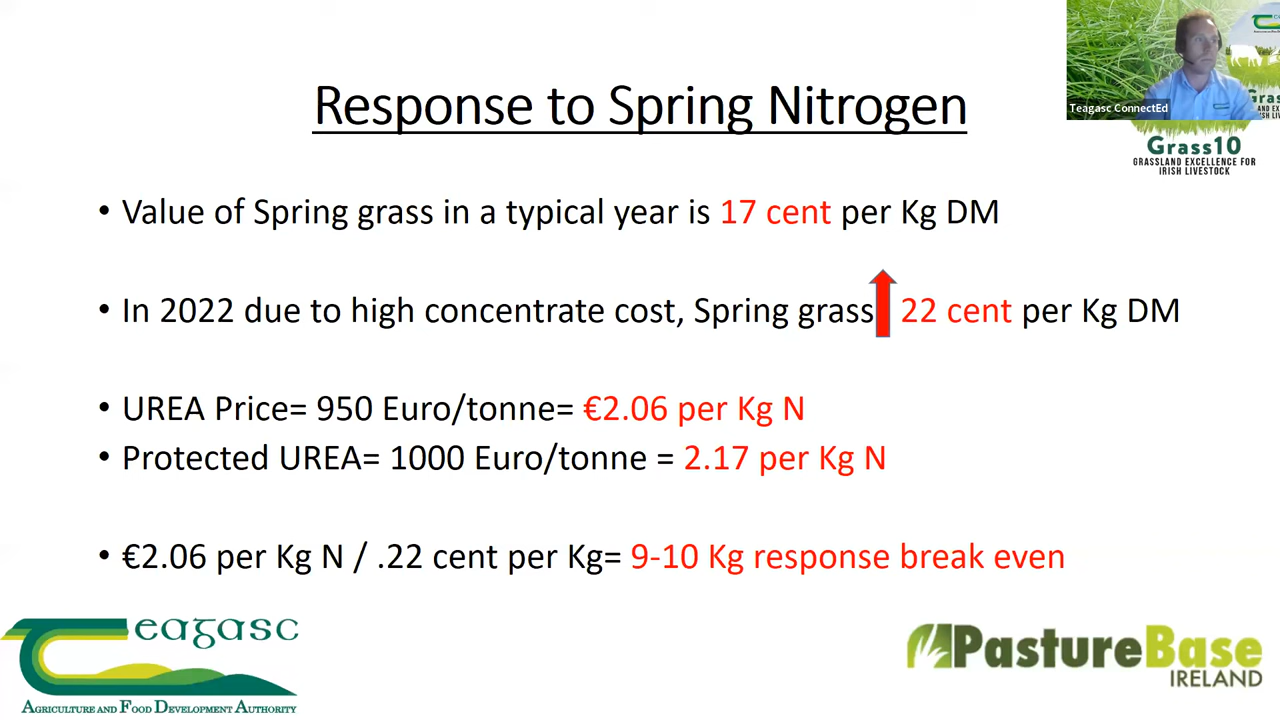 Teagasc ConnectEd
Response to Spring Nitrogen
Grass10
GRASSLAND EXCELLENCE FOR
IRISH LIVESTOCK
• Value of Spring grass in a typical year is 17 cent per Kg DM
• In 2022 due to high concentrate cost, Spring grass 22 cent per Kg DM
• UREA Price= 950 Euro/tonne= €2.06 per Kg N
• Protected UREA= 1000 Euro/tonne = 2.17 per Kg N
• €2.06 per Kg N / .22 cent per Kg= 9-10 Kg response break even
Teagasc
AGRICULTURE AND FOOD DEVELOPMENT AUTHORITY
PastureBase
IRELAND